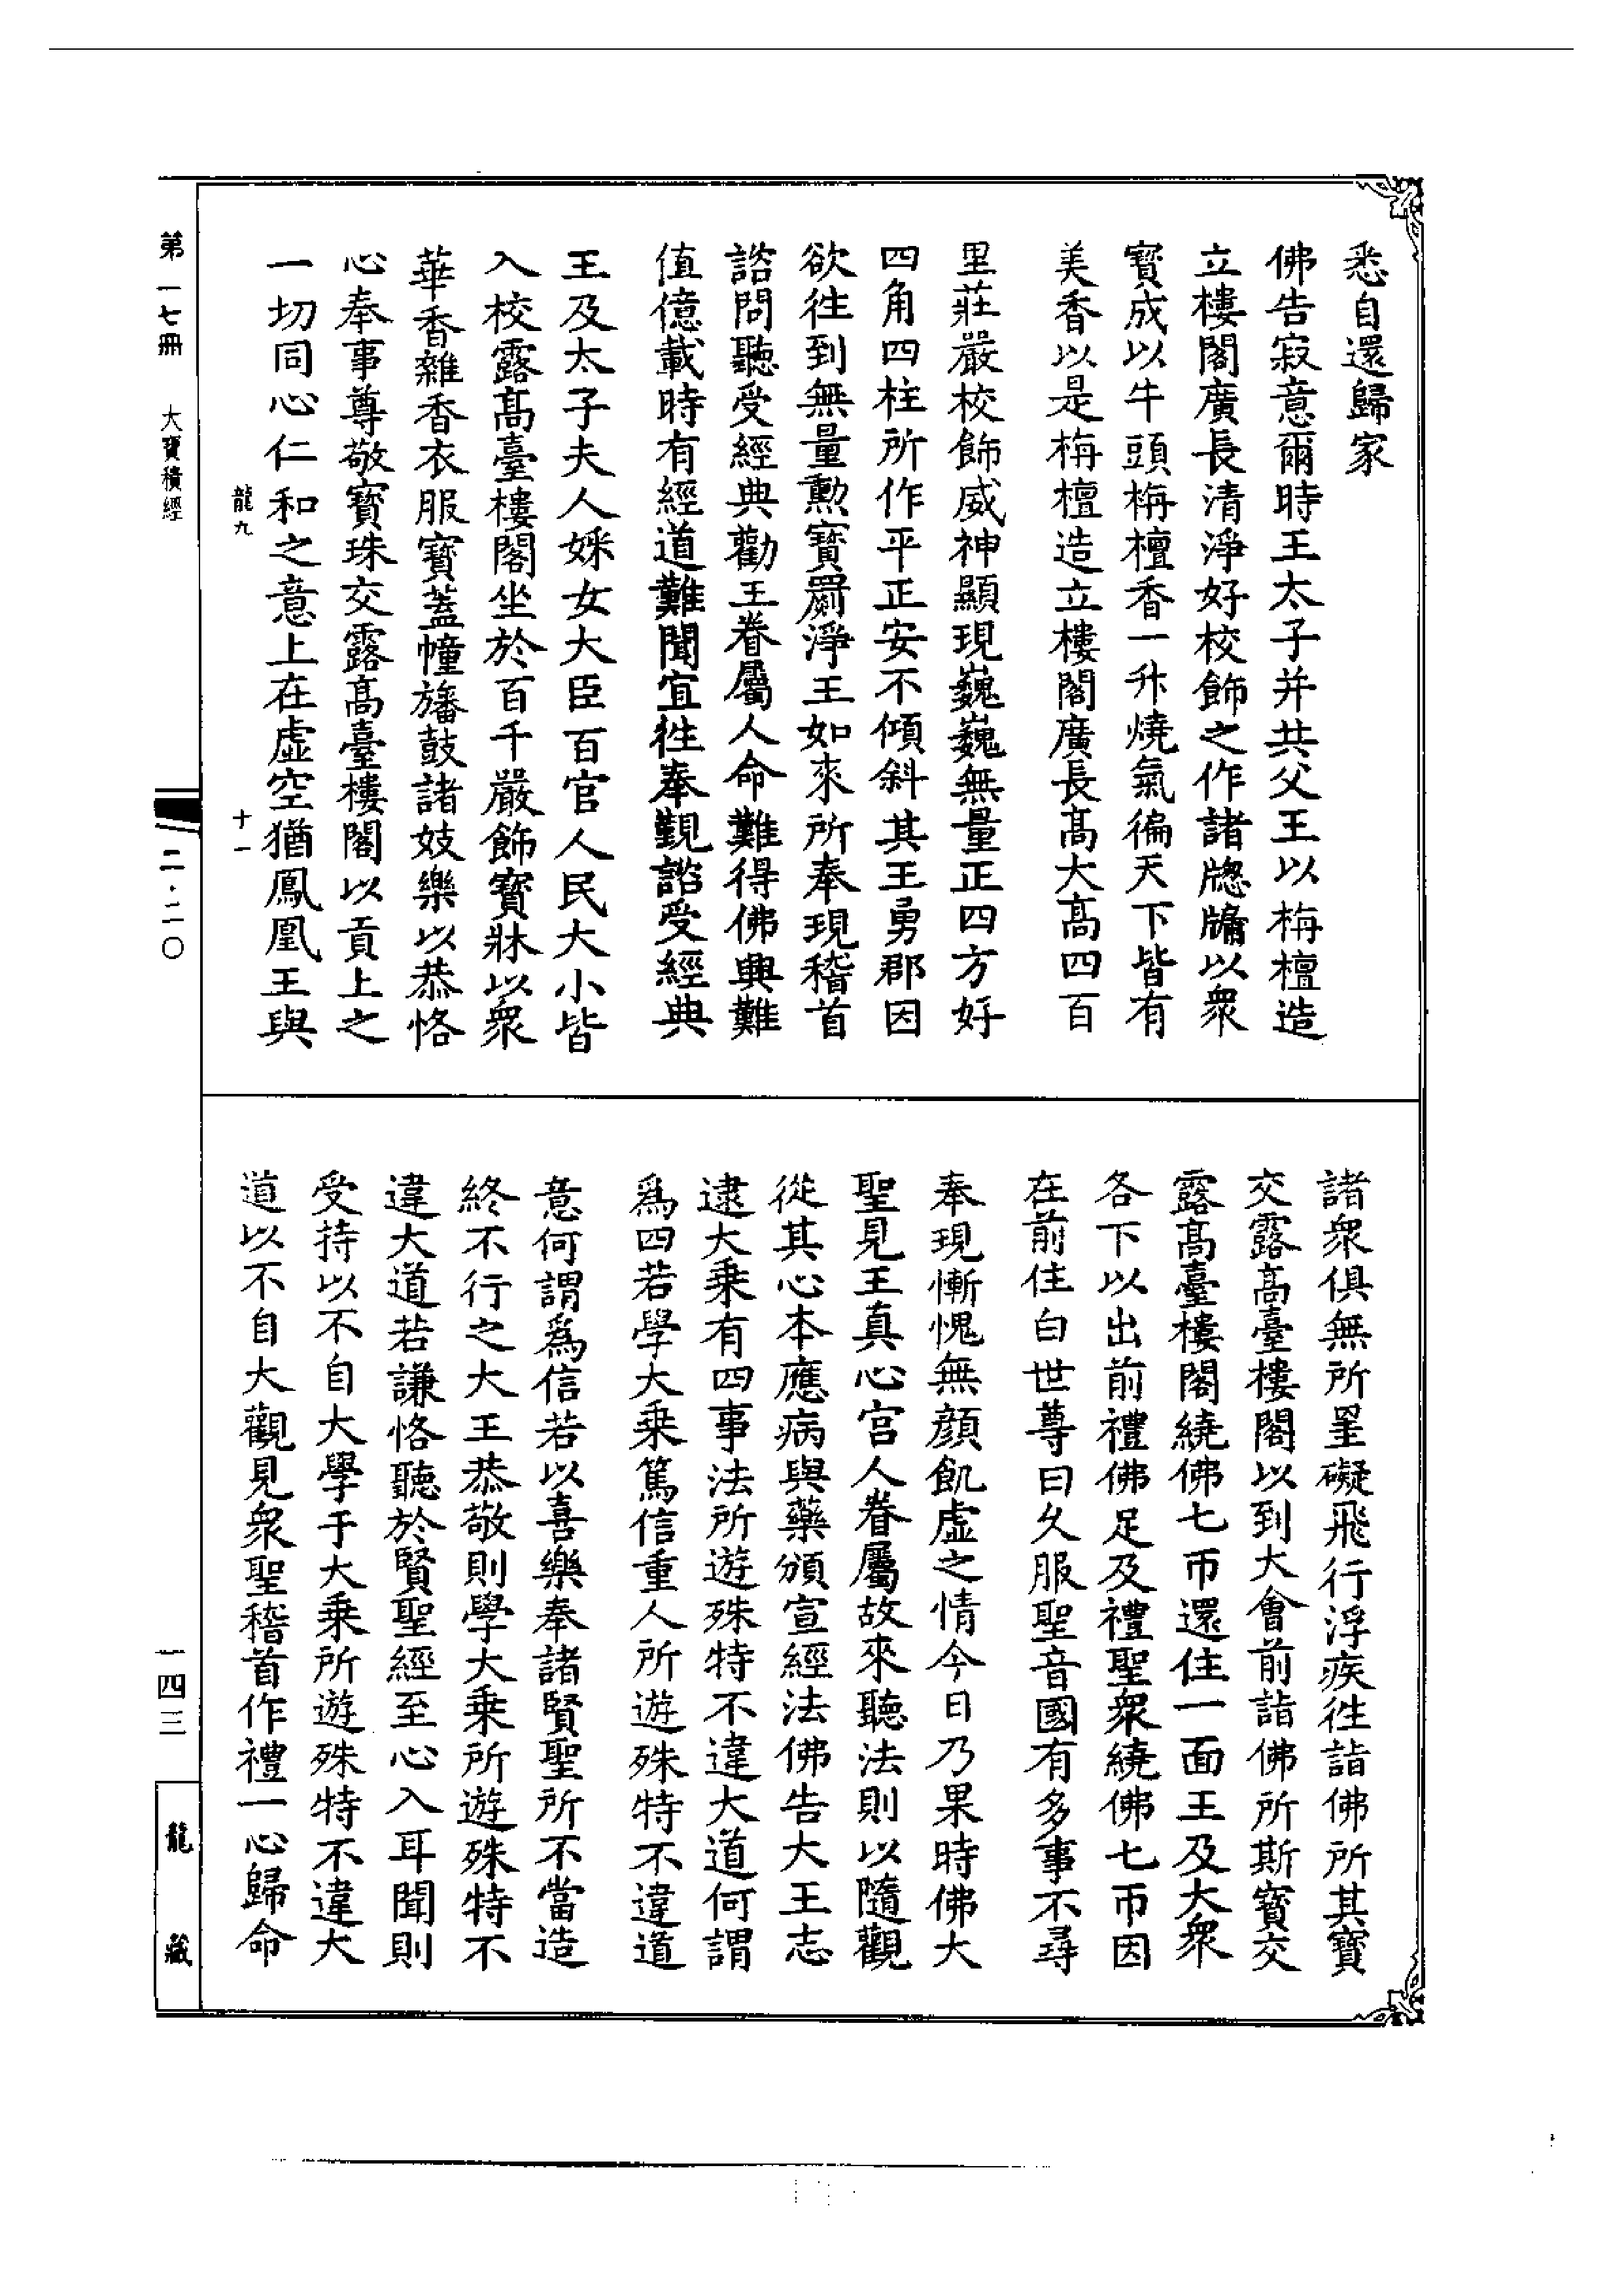 悉自還歸家
佛告寂意爾時王太子并共父王以栴檀造
立樓閣廣長清淨好校飾之作諸牕牖以衆
寶成以牛頭栴檀香一升燒氣徧天下皆有
美香以是栴檀造立樓閣廣長高大高四百
里莊嚴校飾威神顯現巍巍無量正四方好
四角四柱所作平正安不傾斜其王勇郡因
欲往到無量勲寶罽淨王如來所奉現稽首
諮問聽受經典勸王眷屬人命難得佛興難
值億載時有經道難聞宜往奉覲諮受經典
王及太子夫人婇女大臣百官人民大小皆
入校露高臺樓閣坐於百千嚴飾寶牀以衆
華香雜香衣服寶蓋幢旛鼓諸妓樂以恭恪
心奉事尊敬寶珠交露高臺樓閣以貢上之
一切同心仁和之意上在虛空猶鳳凰王與
龍九 十一
諸衆俱無所罣礙飛行浮疾往詣佛所其寶
交露高臺樓閣以到大會前詣佛所斯寶交
露高臺樓閣繞佛七帀還住一面王及大衆
各下以出前禮佛足及禮聖衆繞佛七帀因
在前住白世尊曰久服聖音國有多事不尋
奉現慚愧無顏飢虛之情今日乃果時佛大
聖見王真心宮人眷屬故來聽法則以隨觀
從其心本應病與藥頒宣經法佛告大王志
逮大乗有四事法所遊殊特不違大道何謂
爲四若學大乗篤信重人所遊殊特不違道
意何謂爲信若以喜樂奉諸賢聖所不當造
終不行之大王恭敬則學大乗所遊殊特不
違大道若謙恪聽於賢聖經至心入耳聞則
受持以不自大學于大乗所遊殊特不違大
道以不自大觀見衆聖稽首作禮一心歸命
第一七冊 大寶積經
二·二〇
一四三
龍藏